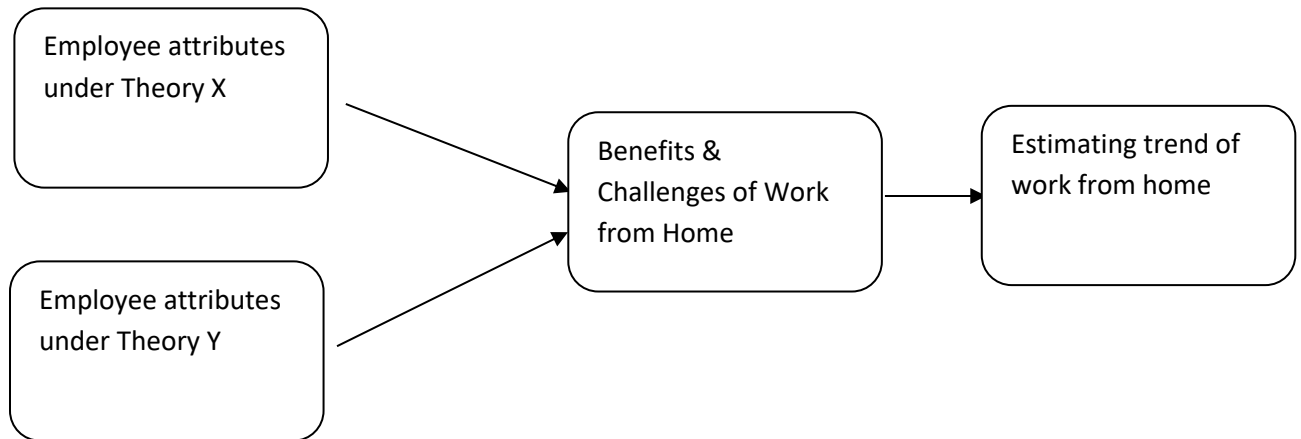 Employee attributes
under Theory X
Employee attributes
under Theory Y
Benefits &
Challenges of Work
from Home
Estimating trend of
work from home